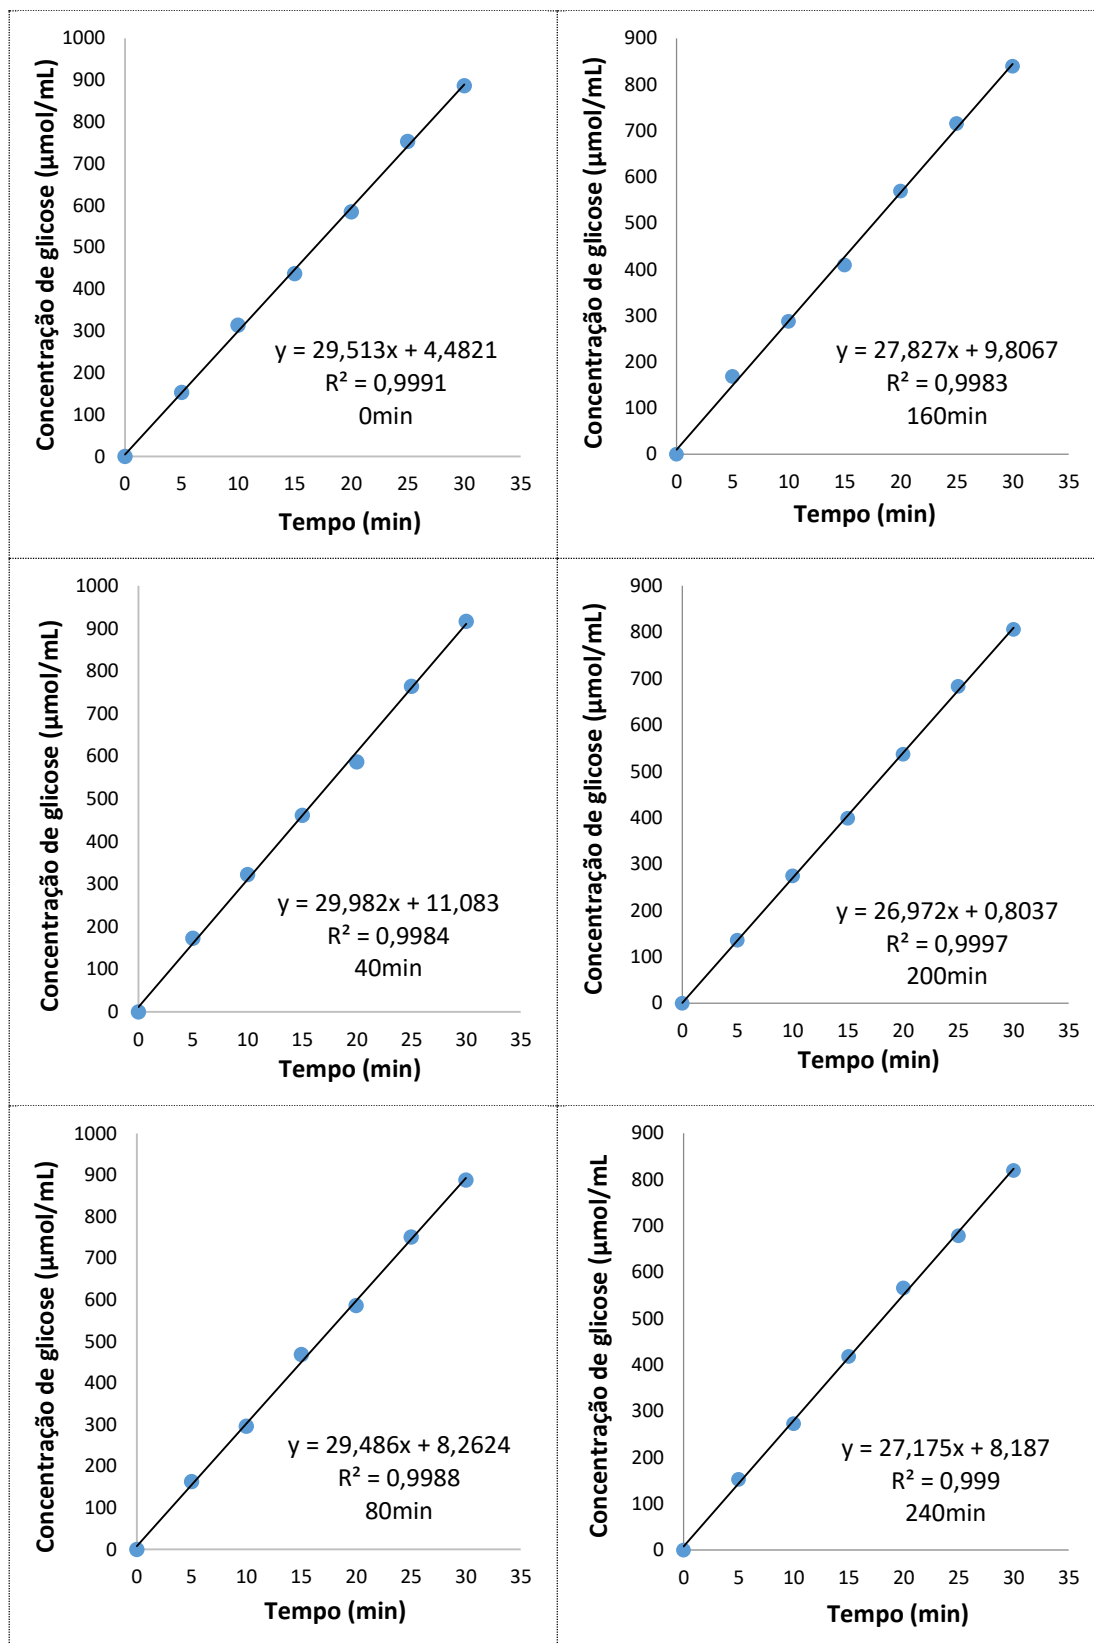 Concentração de glicose (µmol/mL)
1000
900
800
700
600
500
400
300
200
100
0
0 5 10 15 20 25 30 35
Tempo (min)
y = 29,513x + 4,4821
R² = 0,9991
0min
Concentração de glicose (µmol/mL)
900
800
700
600
500
400
300
200
100
0
0 5 10 15 20 25 30 35
Tempo (min)
y = 27,827x + 9,8067
R² = 0,9983
160min
Concentração de glicose (µmol/mL)
1000
900
800
700
600
500
400
300
200
100
0
0 5 10 15 20 25 30 35
Tempo (min)
y = 29,982x + 11,083
R² = 0,9984
40min
Concentração de glicose (µmol/mL)
900
800
700
600
500
400
300
200
100
0
0 5 10 15 20 25 30 35
Tempo (min)
y = 26,972x + 0,8037
R² = 0,9997
200min
Concentração de glicose (µmol/mL)
1000
900
800
700
600
500
400
300
200
100
0
0 5 10 15 20 25 30 35
Tempo (min)
y = 29,486x + 8,2624
R² = 0,9988
80min
Concentração de glicose (µmol/mL
900
800
700
600
500
400
300
200
100
0
0 5 10 15 20 25 30 35
Tempo (min)
y = 27,175x + 8,187
R² = 0,999
240min